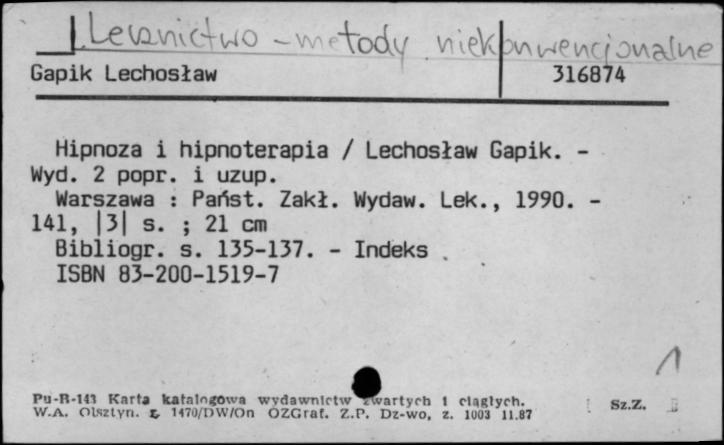 Lecznictwo - metody niekonwencjonalne
Gapik Lechosław 316874
Hipnoza i hipnoterapia / Lechosław Gapik. -
Wyd. 2 popr. i uzup.
Warszawa : Państ. Zakł. Wydaw. Lek., 1990. -
141, |3| s. ; 21 cm
Bibliogr. s. 135-137. - Indeks
ISBN 83-200-1519-7
1
Pu-B-143 Karta katalogowa wydawnictw zwartych i ciągłych. Sz.Z.
W.A. Olsztyn. z. 1470/DW/On OZGraf. Z.P. Dz-wo, z. 1003 11.87